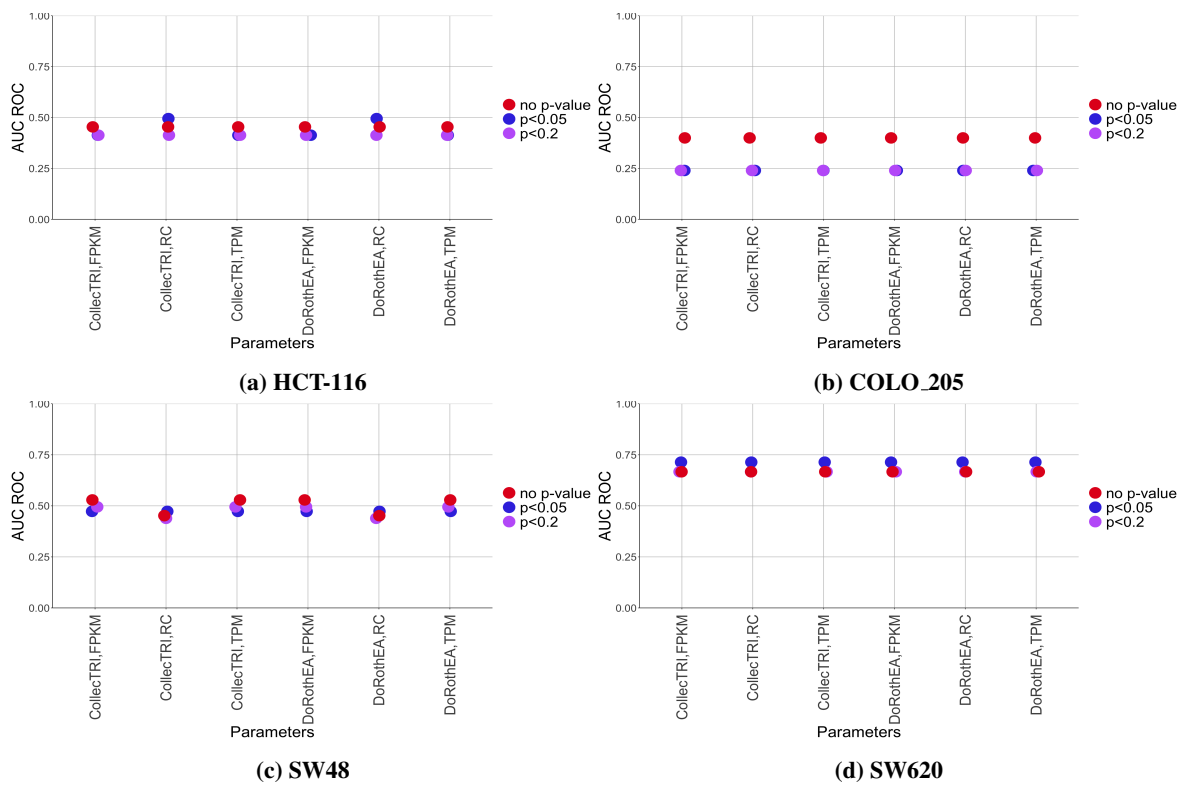 1.00
0.75
0.50
0.25
0.00
AUC ROC
CollecTRI,FPKM
CollecTRI,RC
CollecTRI,TPM
DoRothEA,FPKM
DoRothEA,RC
DoRothEA,TPM
Parameters
no p-value
p<0.05
p<0.2
(a) HCT-116
1.00
0.75
0.50
0.25
0.00
AUC ROC
CollecTRI,FPKM
CollecTRI,RC
CollecTRI,TPM
DoRothEA,FPKM
DoRothEA,RC
DoRothEA,TPM
Parameters
no p-value
p<0.05
p<0.2
(b) COLO_205
1.00
0.75
0.50
0.25
0.00
AUC ROC
CollecTRI,FPKM
CollecTRI,RC
CollecTRI,TPM
DoRothEA,FPKM
DoRothEA,RC
DoRothEA,TPM
Parameters
no p-value
p<0.05
p<0.2
(c) SW48
1.00
0.75
0.50
0.25
0.00
AUC ROC
CollecTRI,FPKM
CollecTRI,RC
CollecTRI,TPM
DoRothEA,FPKM
DoRothEA,RC
DoRothEA,TPM
Parameters
no p-value
p<0.05
p<0.2
(d) SW620